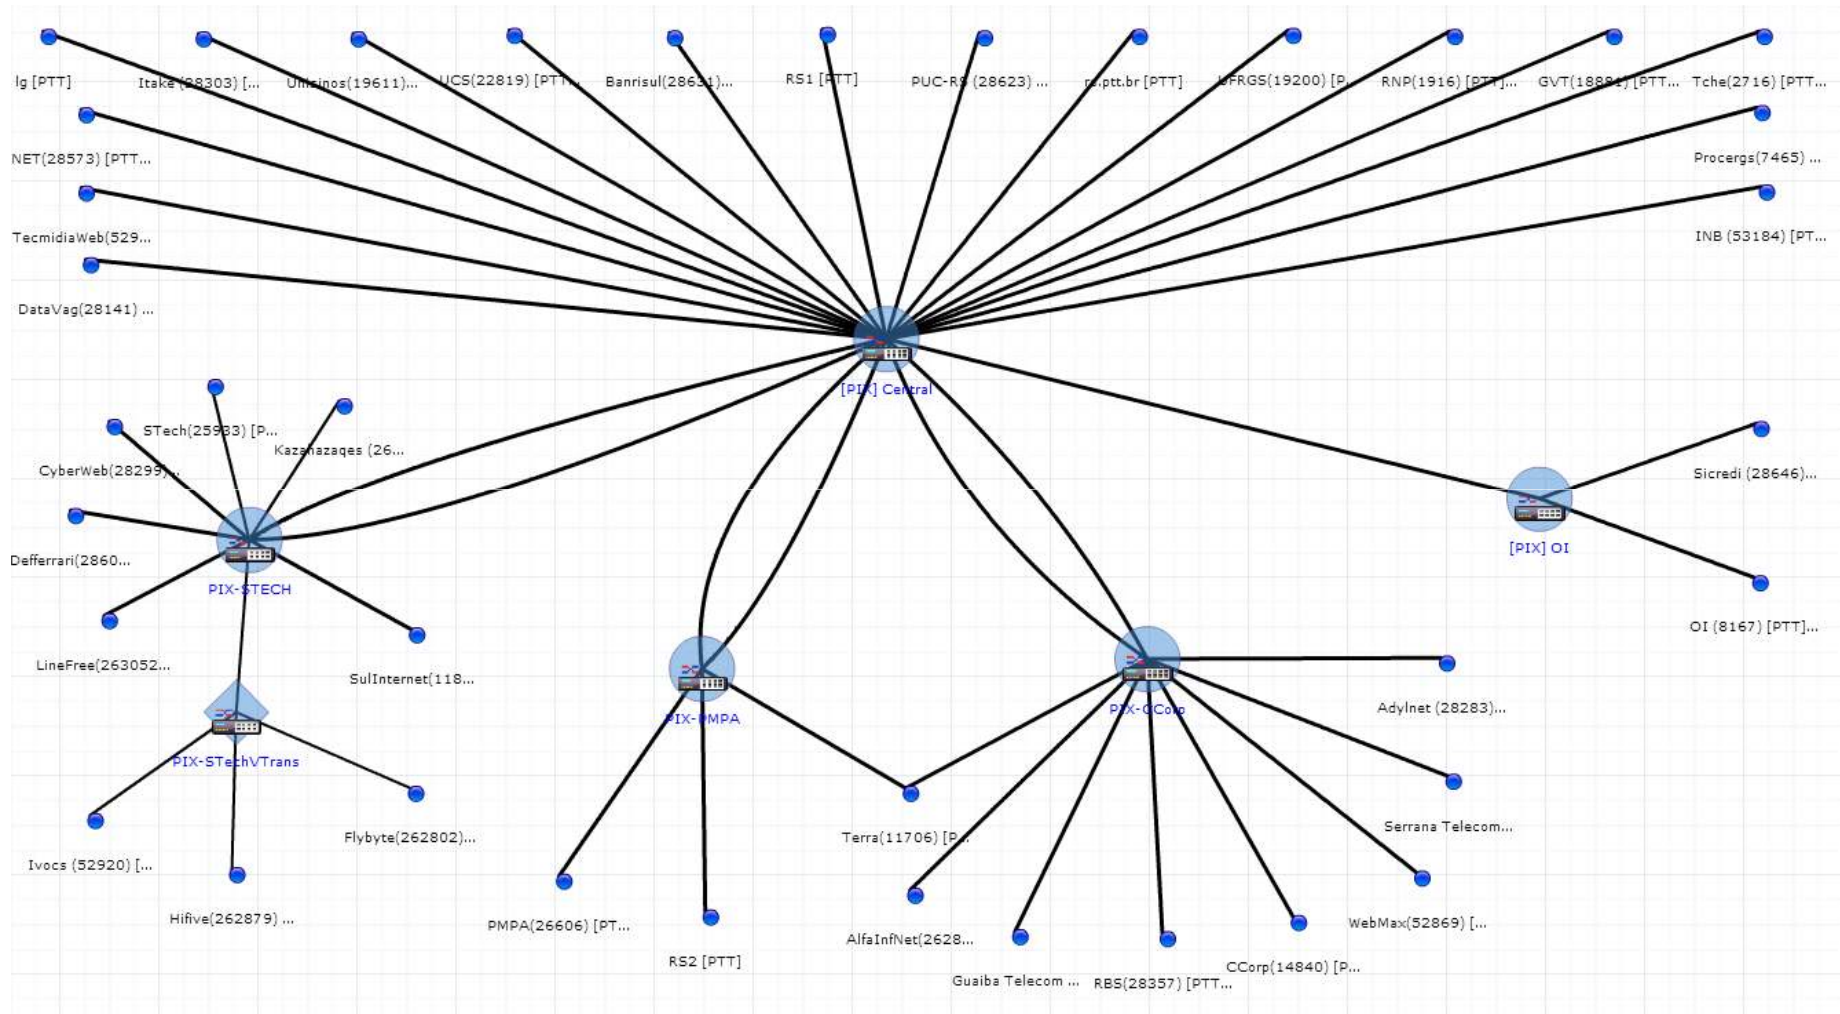 lg [PTT]
Itake (28303) [...
Unisinos(19611)...
UCS(22819) [PTT...
Banrisul(28631)...
RS1 [PTT]
PUC-RS (28623) ...
rs.ptt.br [PTT]
UFRGS(19200) [P...
RNP(1916) [PTT]...
GVT(18881) [PTT...
Tche(2716) [PTT...
NET(28573) [PTT...
Procergs(7465) ...
TecmidiaWeb(529...
INB (53184) [PT...
DataVag(28141) ...
[PIX] Central
STech(25933) [P...
Kazahazaqes (26...
CyberWeb(28299)...
Sicredi (28646)...
[PIX] OI
Defferrari(2860...
PIX-STECH
OI (8167) [PTT]...
LineFree(263052...
SulInternet(118...
PIX-PMPA
PIX-CCorp
Adylnet (28283)...
PIX-STechVTrans
Flybyte(262802)...
Terra(11706) [P...
Serrana Telecom...
Ivocs (52920) [...
Hifive(262879) ...
PMPA(26606) [PT...
AlfaInfNet(2628...
WebMax(52869) [...
RS2 [PTT]
Guaiba Telecom ...
RBS(28357) [PTT...
CCorp(14840) [P...